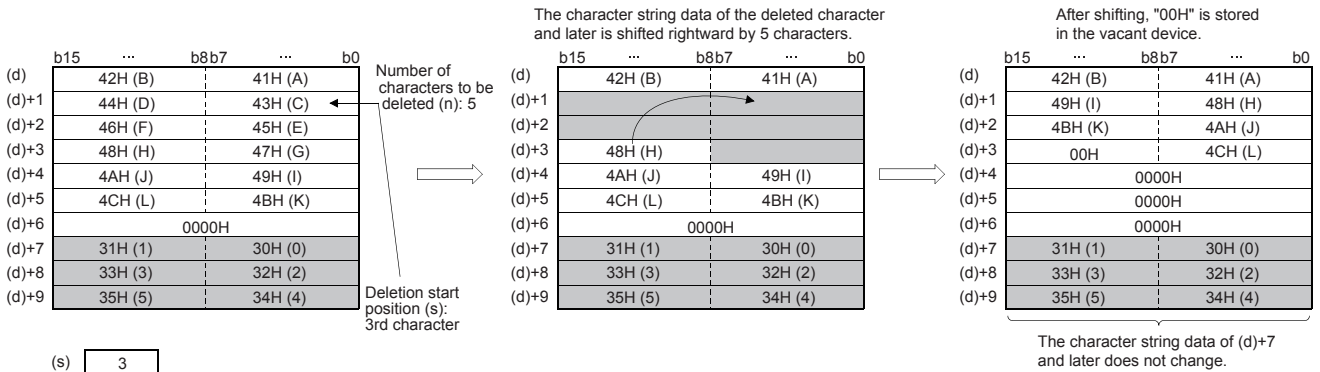 The character string data of the deleted character
and later is shifted rightward by 5 characters.
After shifting, "00H" is stored
in the vacant device.
b15 ... b8b7 ... b0
(d) 42H (B) 41H (A)
(d)+1 44H (D) 43H (C)
(d)+2 46H (F) 45H (E)
(d)+3 48H (H) 47H (G)
(d)+4 4AH (J) 49H (I)
(d)+5 4CH (L) 4BH (K)
(d)+6 0000H
(d)+7 31H (1) 30H (0)
(d)+8 33H (3) 32H (2)
(d)+9 35H (5) 34H (4)
Number of
characters to be
deleted (n): 5
Deletion start
position (s):
3rd character
(s) 3
b15 ... b8b7 ... b0
(d) 42H (B) 41H (A)
(d)+1
(d)+2
(d)+3 48H (H)
(d)+4 4AH (J) 49H (I)
(d)+5 4CH (L) 4BH (K)
(d)+6 0000H
(d)+7 31H (1) 30H (0)
(d)+8 33H (3) 32H (2)
(d)+9 35H (5) 34H (4)
b15 ... b8b7 ... b0
(d) 42H (B) 41H (A)
(d)+1 49H (I) 48H (H)
(d)+2 4BH (K) 4AH (J)
(d)+3 00H 4CH (L)
(d)+4 0000H
(d)+5 0000H
(d)+6 0000H
(d)+7 31H (1) 30H (0)
(d)+8 33H (3) 32H (2)
(d)+9 35H (5) 34H (4)
The character string data of (d)+7
and later does not change.